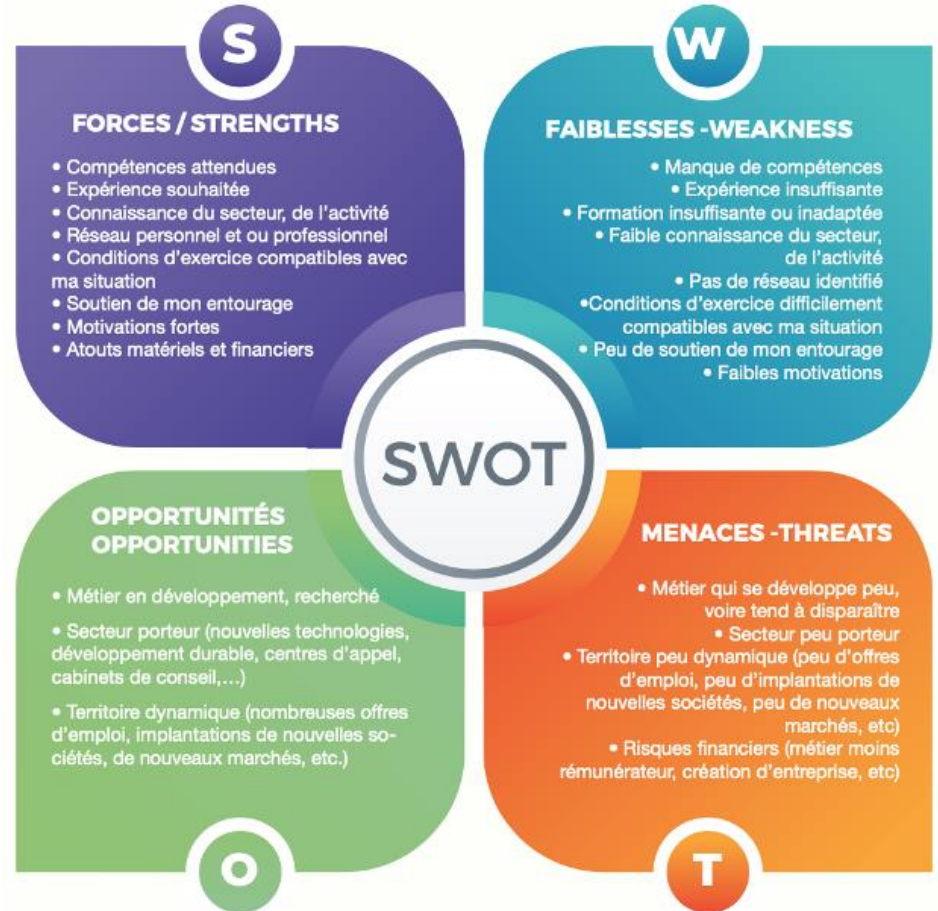 S
FORCES / STRENGTHS
• Compétences attendues
• Expérience souhaitée
• Connaissance du secteur, de l'activité
• Réseau personnel et ou professionnel
• Conditions d'exercice compatibles avec
ma situation
• Soutien de mon entourage
• Motivations fortes
• Atouts matériels et financiers
W
FAIBLESSES -WEAKNESS
• Manque de compétences
• Expérience insuffisante
• Formation insuffisante ou inadaptée
• Faible connaissance du secteur,
de l'activité
• Pas de réseau identifié
•Conditions d'exercice difficilement
compatibles avec ma situation
• Peu de soutien de mon entourage
• Faibles motivations
SWOT
OPPORTUNITÉS
OPPORTUNITIES
• Métier en développement, recherché
• Secteur porteur (nouvelles technologies,
développement durable, centres d'appel,
cabinets de conseil,...)
• Territoire dynamique (nombreuses offres
d'emploi, implantations de nouvelles so-
ciétés, de nouveaux marchés, etc.)
O
MENACES -THREATS
• Métier qui se développe peu,
voire tend à disparaître
• Secteur peu porteur
• Territoire peu dynamique (peu d'offres
d'emploi, peu d'implantations de
nouvelles sociétés, peu de nouveaux
marchés, etc)
• Risques financiers (métier moins
rémunérateur, création d'entreprise, etc)
T